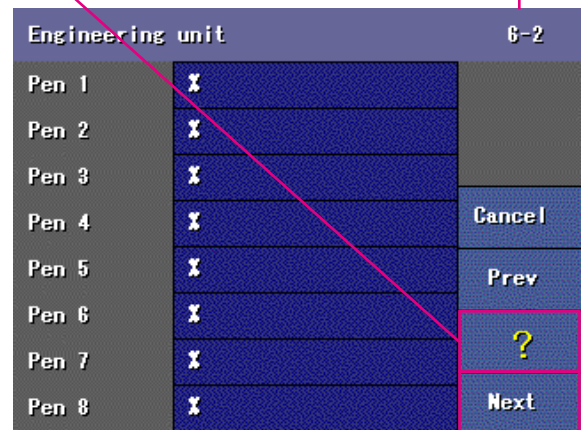 Engineering unit 6-2
Pen 1 %
Pen 2 %
Pen 3 %
Pen 4 %
Cancel
Pen 5 %
Prev
Pen 6 %
?
Pen 7 %
Pen 8 %
Next